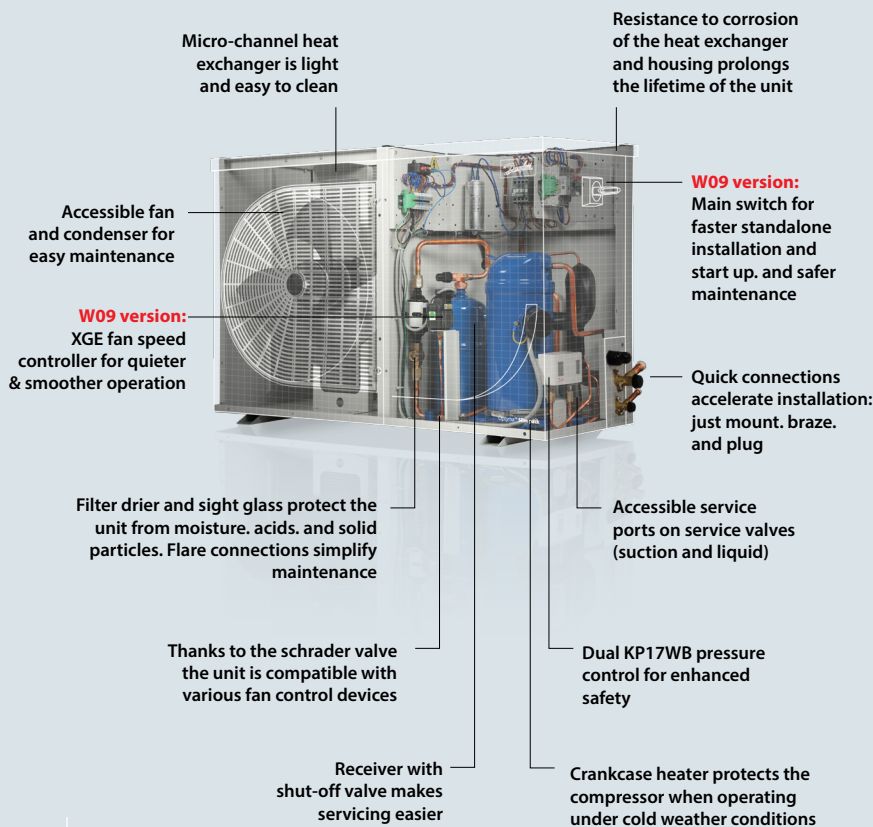 Micro-channel heat
exchanger is light
and easy to clean
Resistance to corrosion
of the heat exchanger
and housing prolongs
the lifetime of the unit
Accessible fan
and condenser for
easy maintenance
W09 version:
Main switch for
faster standalone
installation and
start up. and safer
maintenance
W09 version:
XGE fan speed
controller for quieter
& smoother operation
Quick connections
accelerate installation:
just mount. braze.
and plug
Filter drier and sight glass protect the
unit from moisture. acids. and solid
particles. Flare connections simplify
maintenance
Accessible service
ports on service valves
(suction and liquid)
Thanks to the schrader valve
the unit is compatible with
various fan control devices
Dual KP17WB pressure
control for enhanced
safety
Receiver with
shut-off valve makes
servicing easier
Crankcase heater protects the
compressor when operating
under cold weather conditions